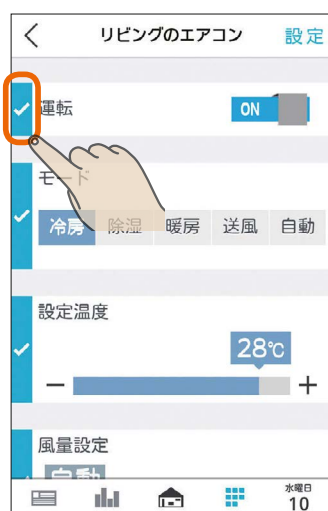 リビングのエアコン 設定
運転 ON
モード
冷房 除湿 暖房 送風 自動
設定温度
28℃
− +
風量設定
自動
水曜日
10